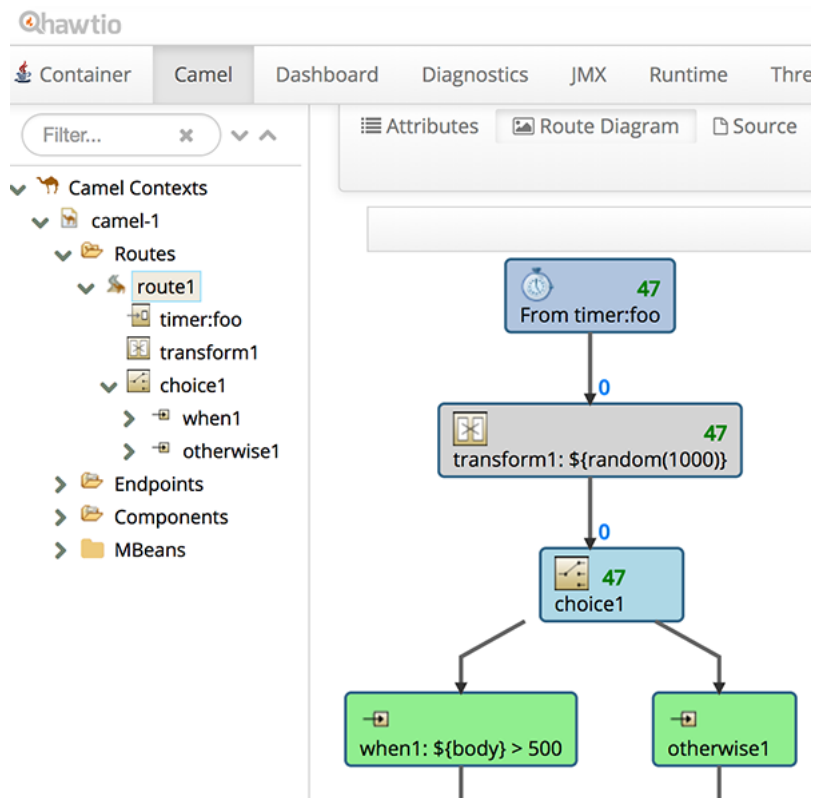 hawtio
Container Camel Dashboard Diagnostics JMX Runtime Thre
Filter...
Attributes Route Diagram Source
Camel Contexts
camel-1
Routes
route1
timer:foo
transform1
choice1
when1
otherwise1
Endpoints
Components
MBeans
47
From timer:foo
0
47
transform1: ${random(1000)}
0
47
choice1
when1: ${body} > 500
otherwise1